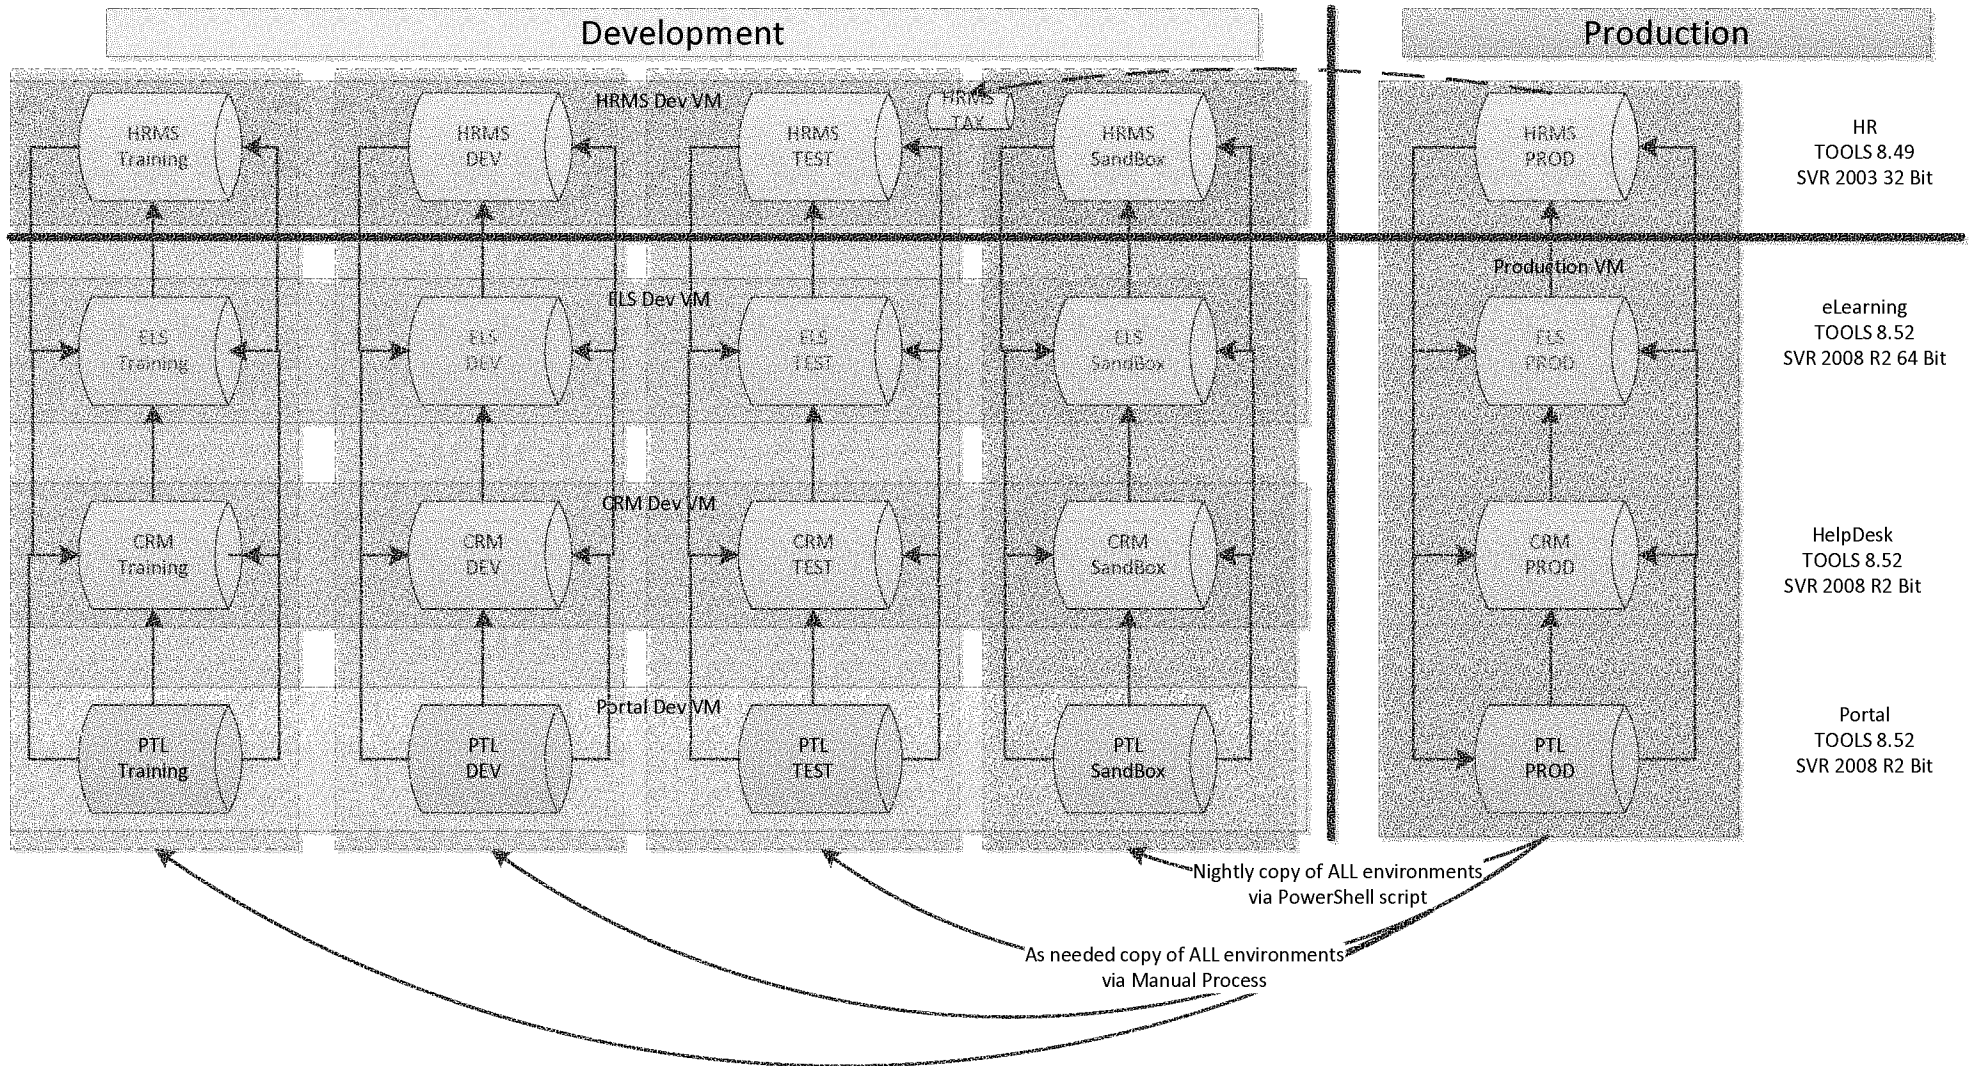 Development
Production
HRMS Dev VM
HRMS
Training
HRMS
DEV
HRMS
TEST
HRMS
TAX
HRMS
SandBox
HRMS
PROD
HR
TOOLS 8.49
SVR 2003 32 Bit
Production VM
ELS Dev VM
ELS
Training
ELS
DEV
ELS
TEST
ELS
SandBox
ELS
PROD
eLearning
TOOLS 8.52
SVR 2008 R2 64 Bit
CRM Dev VM
CRM
Training
CRM
DEV
CRM
TEST
CRM
SandBox
CRM
PROD
HelpDesk
TOOLS 8.52
SVR 2008 R2 Bit
Portal Dev VM
PTL
Training
PTL
DEV
PTL
TEST
PTL
SandBox
PTL
PROD
Portal
TOOLS 8.52
SVR 2008 R2 Bit
Nightly copy of ALL environments
via PowerShell script
As needed copy of ALL environments
via Manual Process